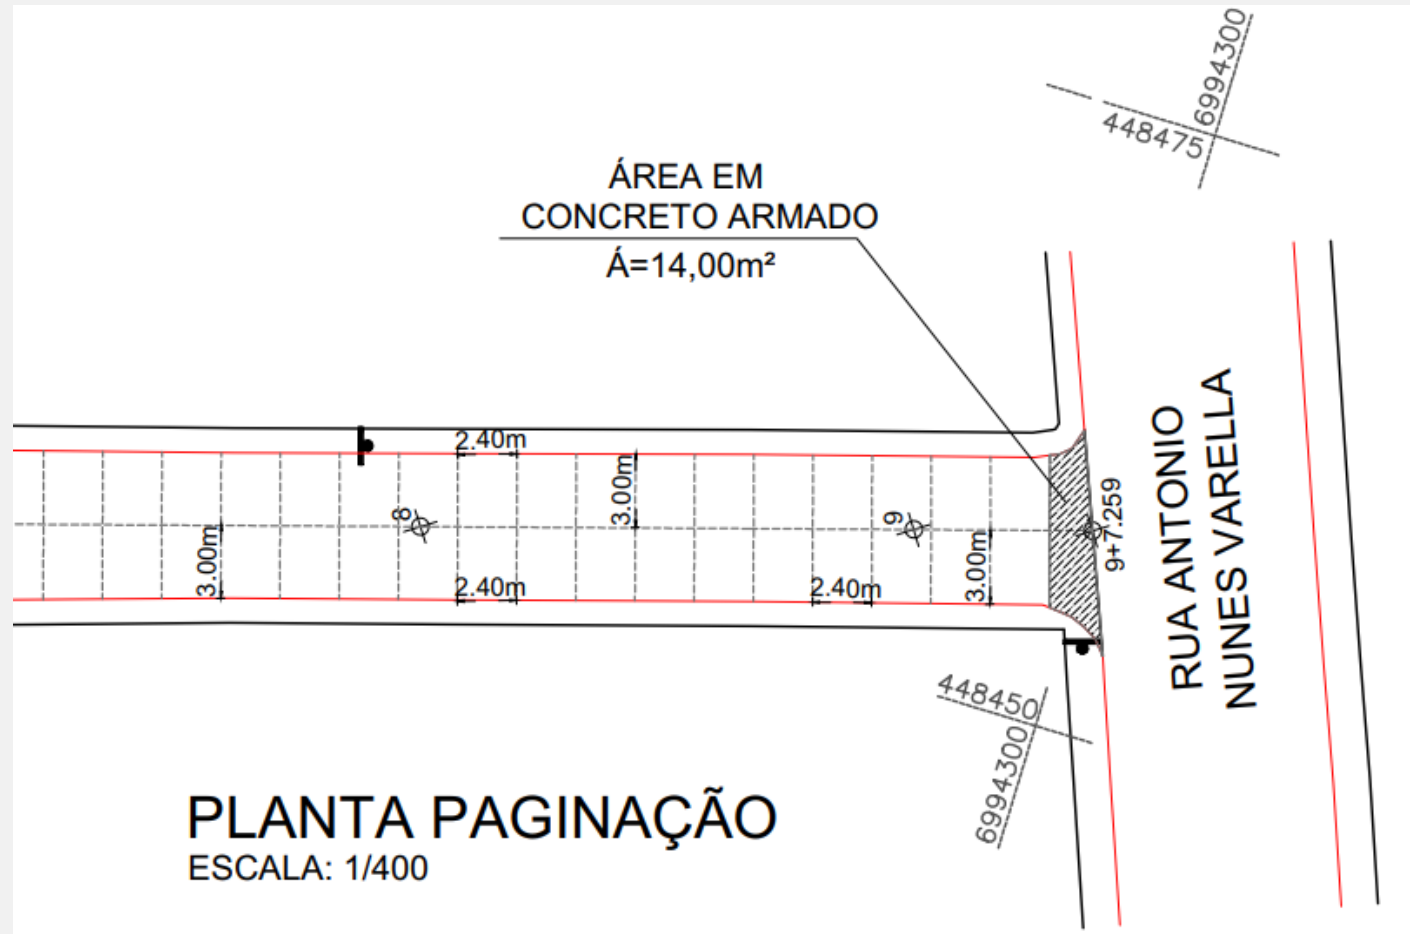 6994300
448475
ÁREA EM
CONCRETO ARMADO
Á=14,00m²
2.40m
3.00m
8
9
9+7.259
3.00m
2.40m
2.40m
3.00m
RUA ANTONIO
NUNES VARELLA
448450
6994300
PLANTA PAGINAÇÃO
ESCALA: 1/400